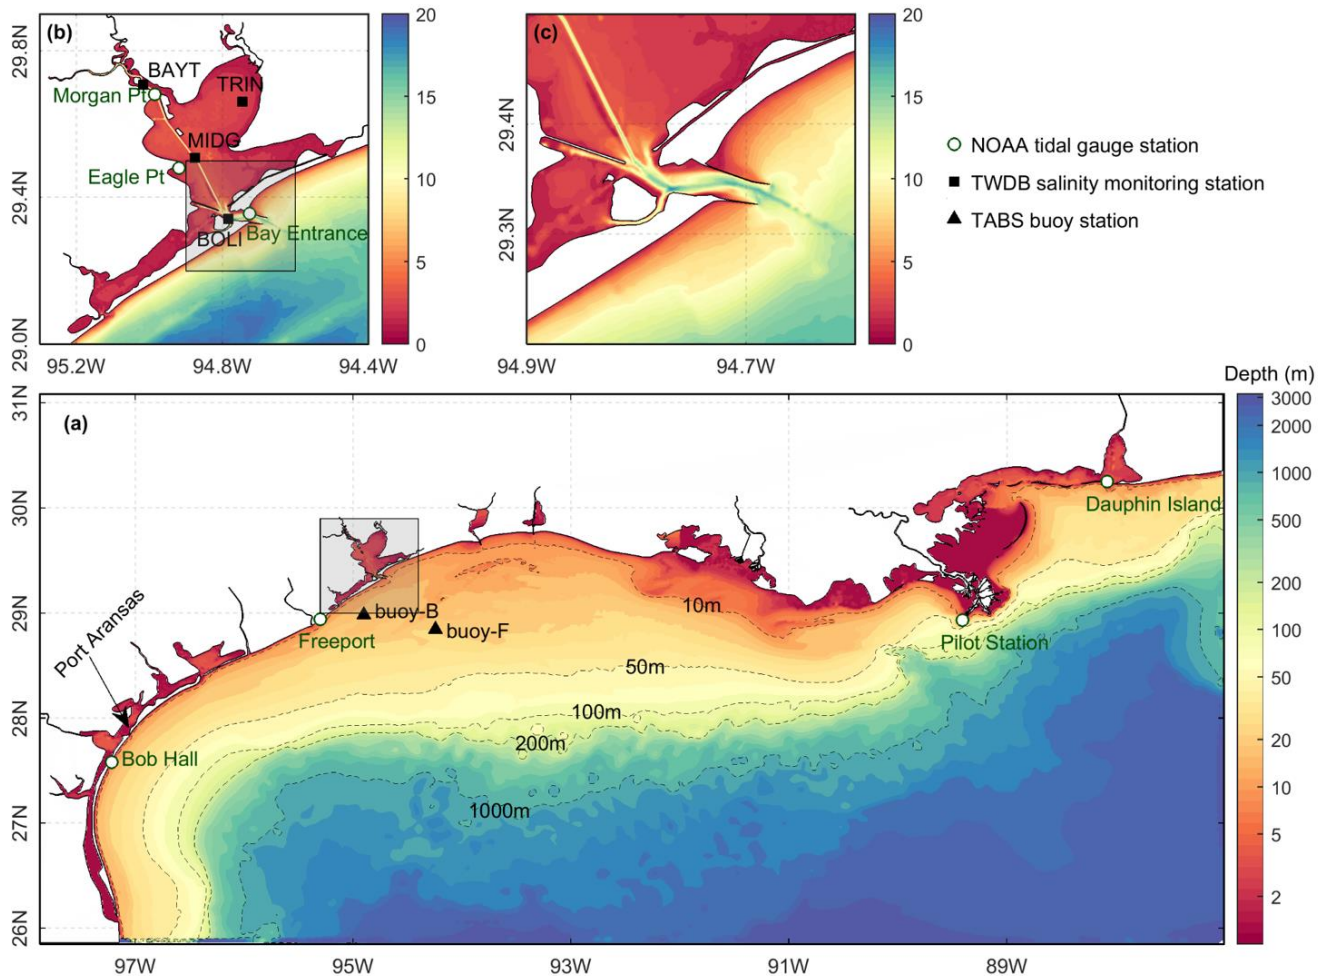 (b)
29.8N
29.4N
29.0N
95.2W
94.8W
94.4W
BAYT
Morgan Pt
TRIN
MIDG
Eagle Pt
BOLI
Bay Entrance
20
15
10
5
0
(c)
29.4N
29.3N
94.9W
94.7W
20
15
10
5
0
NOAA tidal gauge station
TWDB salinity monitoring station
TABS buoy station
(a)
31N
30N
29N
28N
27N
26N
97W
95W
93W
91W
89W
Dauphin Island
buoy-B
buoy-F
Freeport
10m
Pilot Station
Port Aransas
50m
100m
200m
Bob Hall
1000m
Depth (m)
3000
2000
1000
500
200
100
50
20
10
5
2